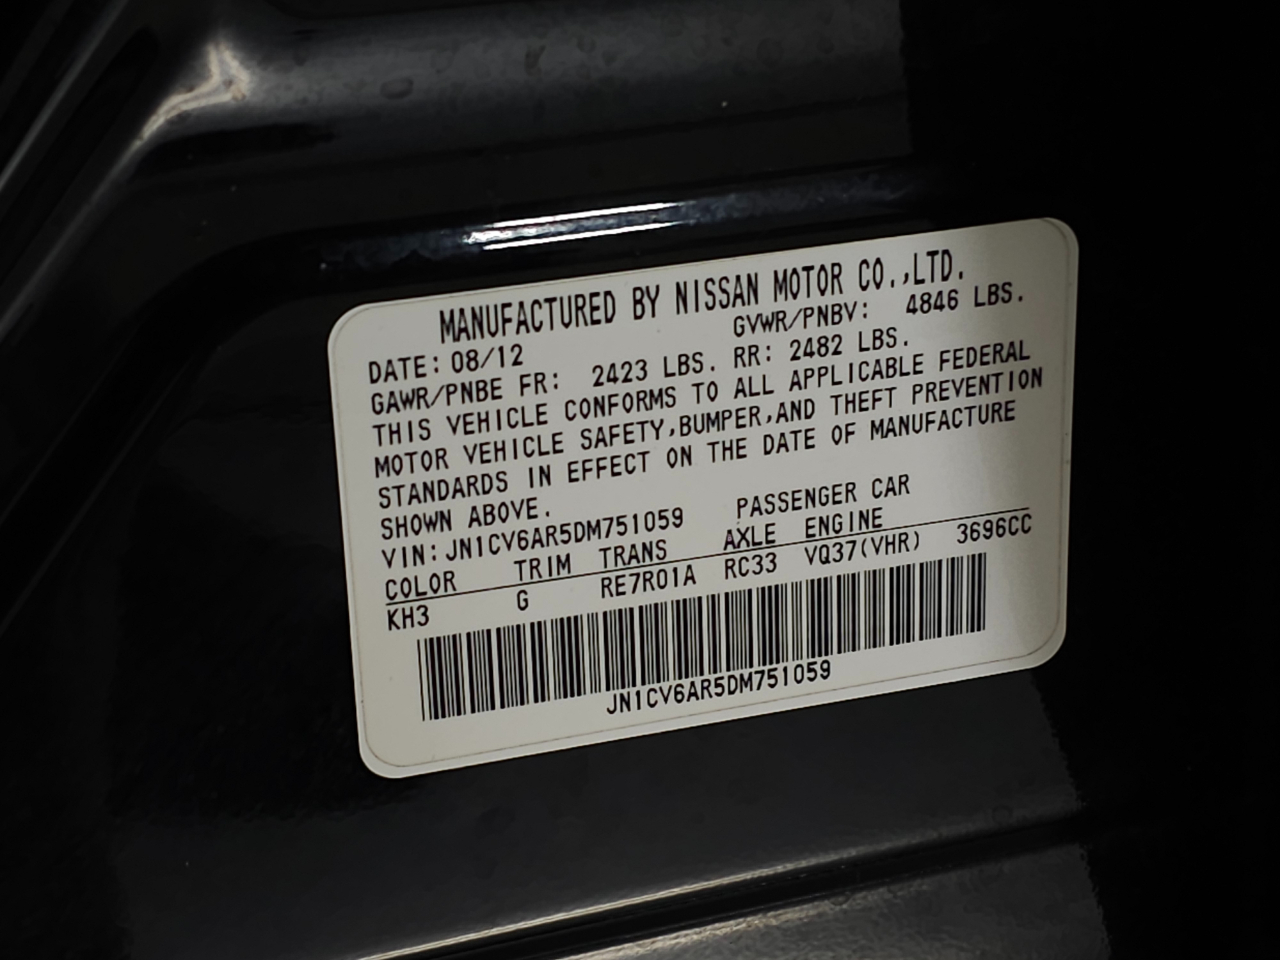 MANUFACTURED BY NISSAN MOTOR CO.,LTD.
DATE: 08/12 GVWR/PNBV: 4846 LBS.
GAWR/PNBE FR: 2423 LBS. RR: 2482 LBS.
THIS VEHICLE CONFORMS TO ALL APPLICABLE FEDERAL
MOTOR VEHICLE SAFETY,BUMPER,AND THEFT PREVENTION
STANDARDS IN EFFECT ON THE DATE OF MANUFACTURE
SHOWN ABOVE.
VIN: JN1CV6AR5DM751059 PASSENGER CAR
COLOR TRIM TRANS AXLE ENGINE
KH3 G RE7R01A RC33 VQ37(VHR) 3696CC
JN1CV6AR5DM751059